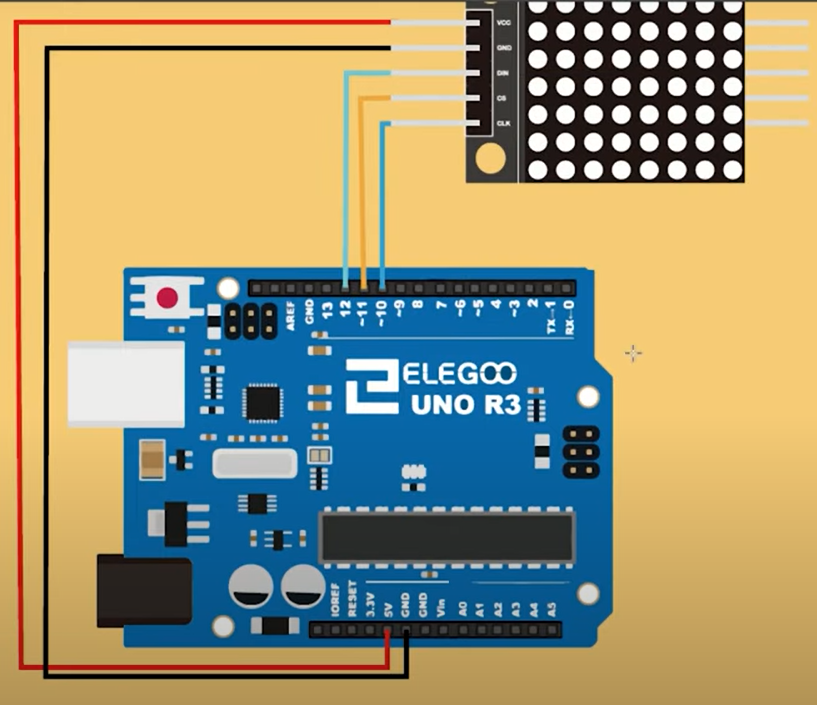 VCC
GND
DIN
CS
CLK
AREF
GND
13
12
~11
~10
~9
8
7
~6
~5
4
~3
2
TX→1
RX←0
ELEGOO
UNO R3
IOREF
RESET
3.3V
5V
GND
GND
Vin
A0
A1
A2
A3
A4
A5